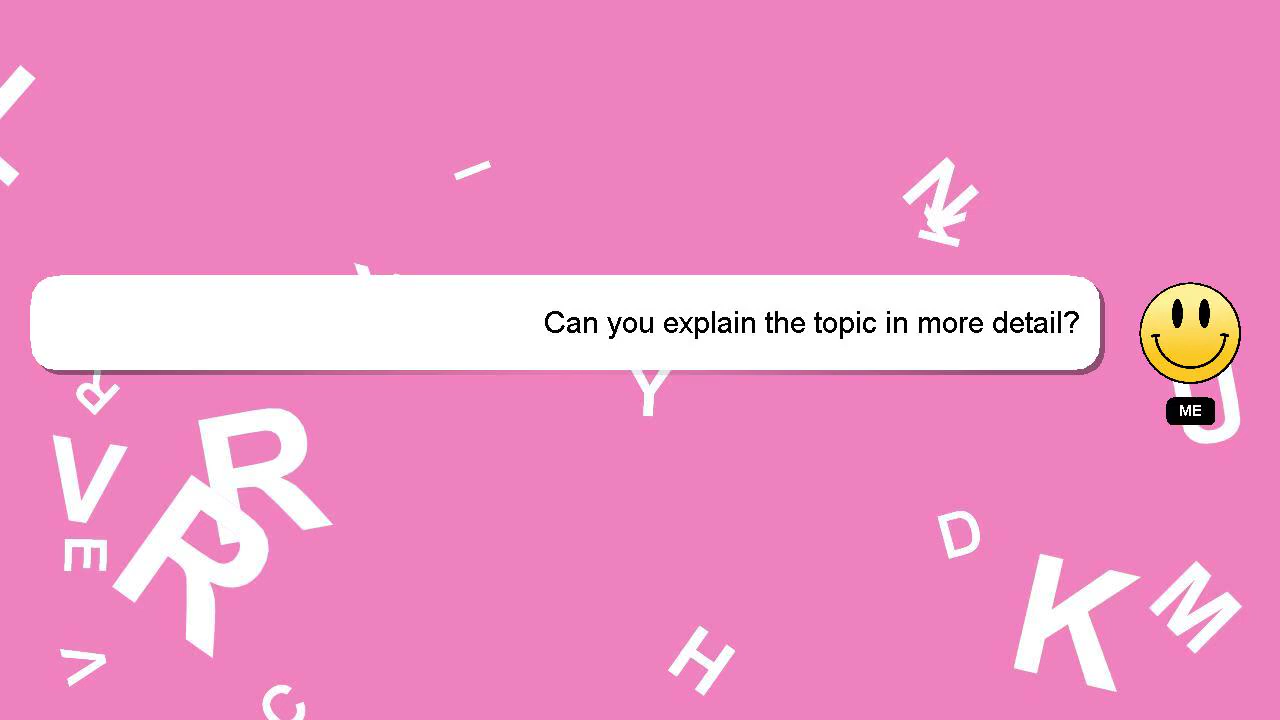 I
N
K
Can you explain the topic in more detail?
ME
R
Y
U
V
R
R
E
D
K
M
V
H
C